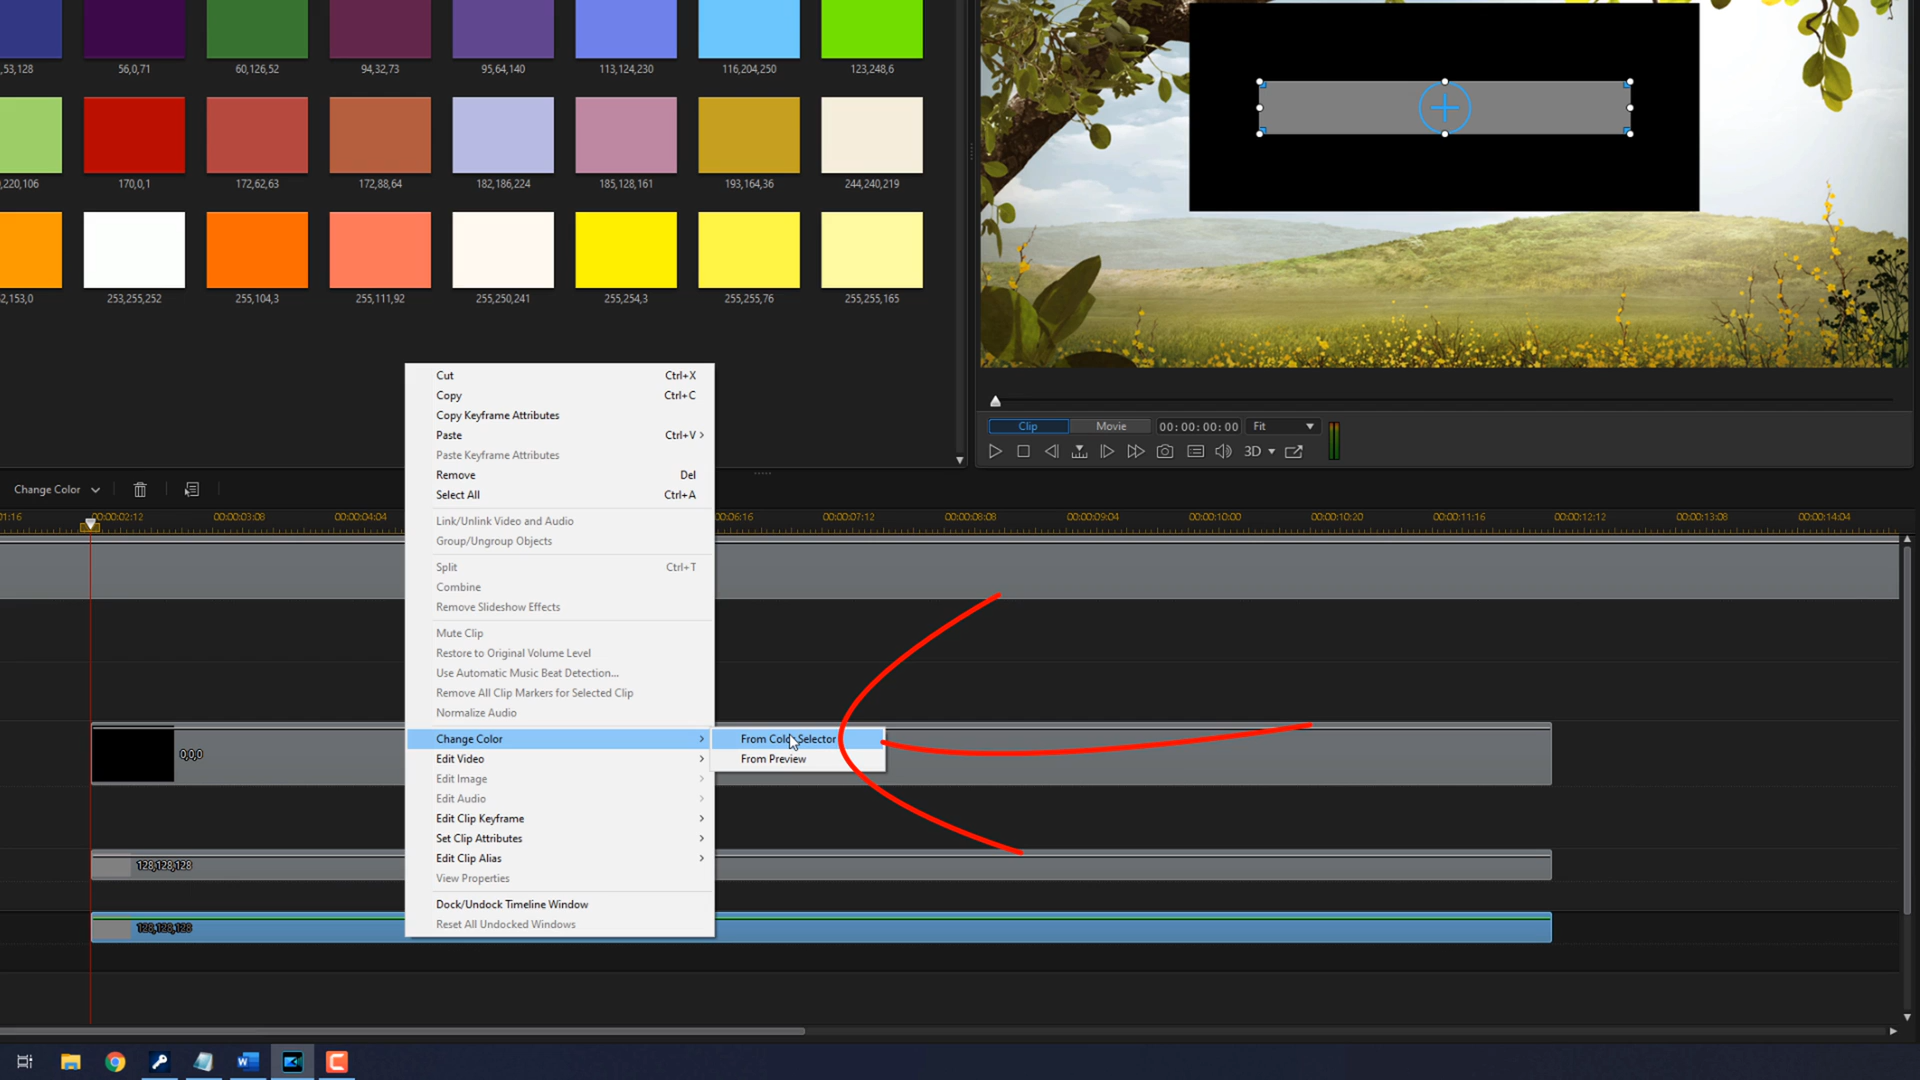 ,53,128
56,0,71
60,126,52
94,32,73
95,64,140
113,124,230
116,204,250
123,248,6
,220,106
170,0,1
172,62,63
172,88,64
182,186,224
185,128,161
193,164,36
244,240,219
2,153,0
253,255,252
255,104,3
255,111,92
255,250,241
255,254,3
255,255,76
255,255,165
Clip
Movie
00:00:00:00
Fit
3D
Change Color
01:16
00:00:02:12
00:00:03:08
00:00:04:04
00:06:16
00:00:07:12
00:00:08:08
00:00:09:04
00:00:10:00
00:00:10:20
00:00:11:16
00:00:12:12
00:00:13:08
00:00:14:04
Cut Ctrl+X
Copy Ctrl+C
Copy Keyframe Attributes
Paste Ctrl+V
Paste Keyframe Attributes
Remove Del
Select All Ctrl+A
Link/Unlink Video and Audio
Group/Ungroup Objects
Split Ctrl+T
Combine
Remove Slideshow Effects
Mute Clip
Restore to Original Volume Level
Use Automatic Music Beat Detection...
Remove All Clip Markers for Selected Clip
Normalize Audio
Change Color
Edit Video
Edit Image
Edit Audio
Edit Clip Keyframe
Set Clip Attributes
Edit Clip Alias
View Properties
Dock/Undock Timeline Window
Reset All Undocked Windows
From Color Selector
From Preview
0,0,0
128,128,128
128,128,128